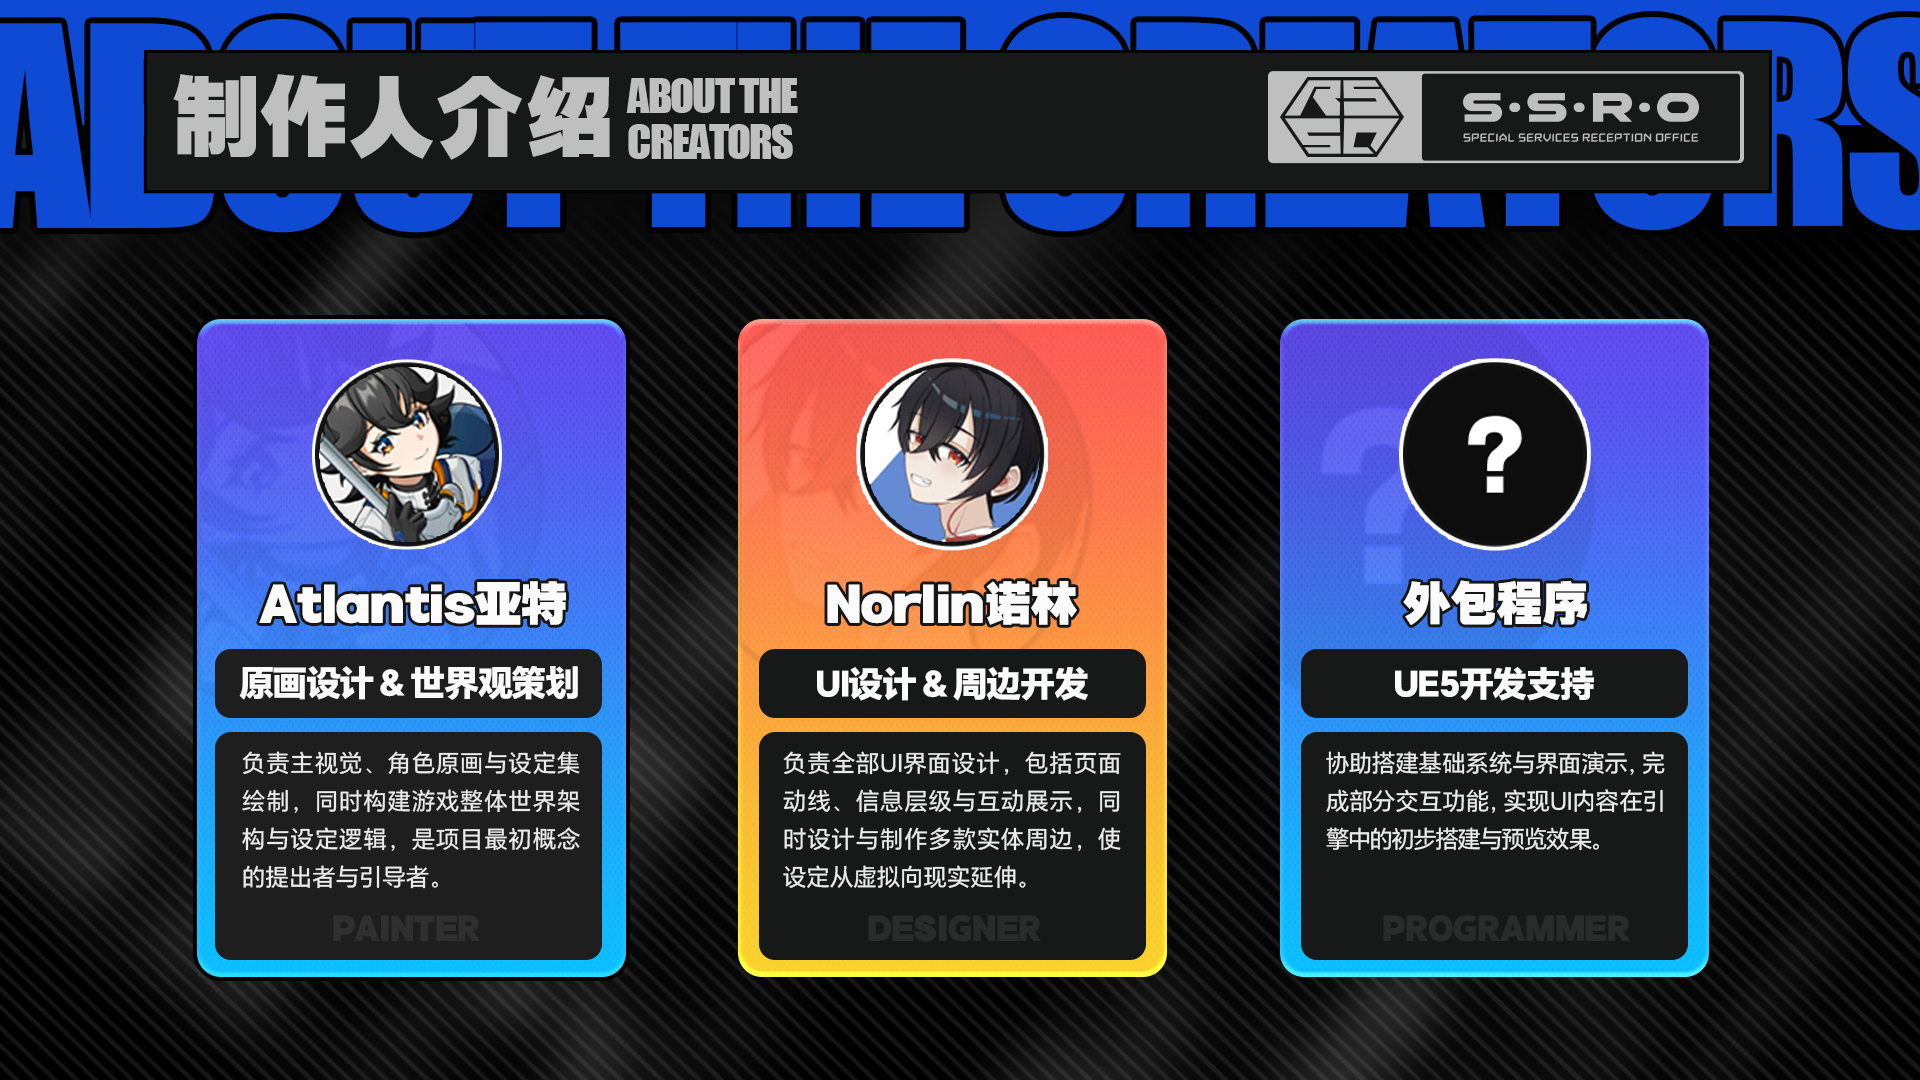 ABOUT THE CREATORS
制作人介绍
ABOUT THE
CREATORS
RS
SO
S·S·R·O
SPECIAL SERVICES RECEPTION OFFICE
Atlantis亚特
原画设计 & 世界观策划
负责主视觉、角色原画与设定集
绘制，同时构建游戏整体世界架
构与设定逻辑，是项目最初概念
的提出者与引导者。
PAINTER
Norlin诺林
UI设计 & 周边开发
负责全部UI界面设计，包括页面
动线、信息层级与互动展示，同
时设计与制作多款实体周边，使
设定从虚拟向现实延伸。
DESIGNER
?
?
外包程序
UE5开发支持
协助搭建基础系统与界面演示, 完
成部分交互功能, 实现UI内容在引
擎中的初步搭建与预览效果。
PROGRAMMER